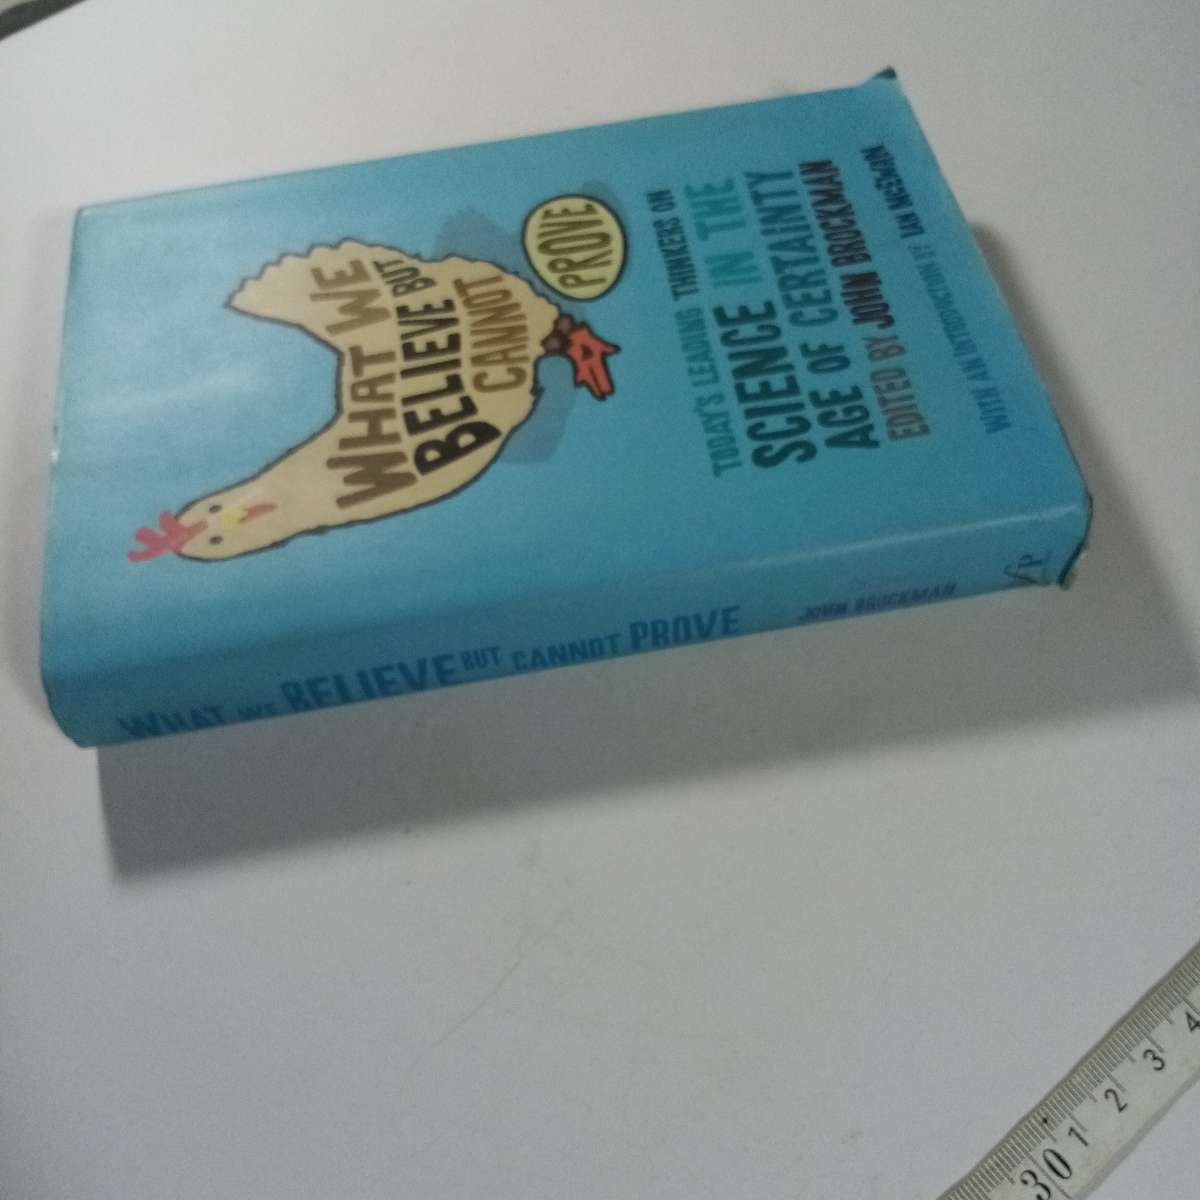 WHAT WE
BELIEVE BUT
CANNOT
PROVE
TODAY'S LEADING THINKERS ON
SCIENCE IN THE
AGE OF CERTAINTY
EDITED BY JOHN BROCKMAN
WITH AN INTRODUCTION BY IAN MCEWAN
WHAT WE BELIEVE BUT CANNOT PROVE
JOHN BROCKMAN
fP
30 1 2 3 4